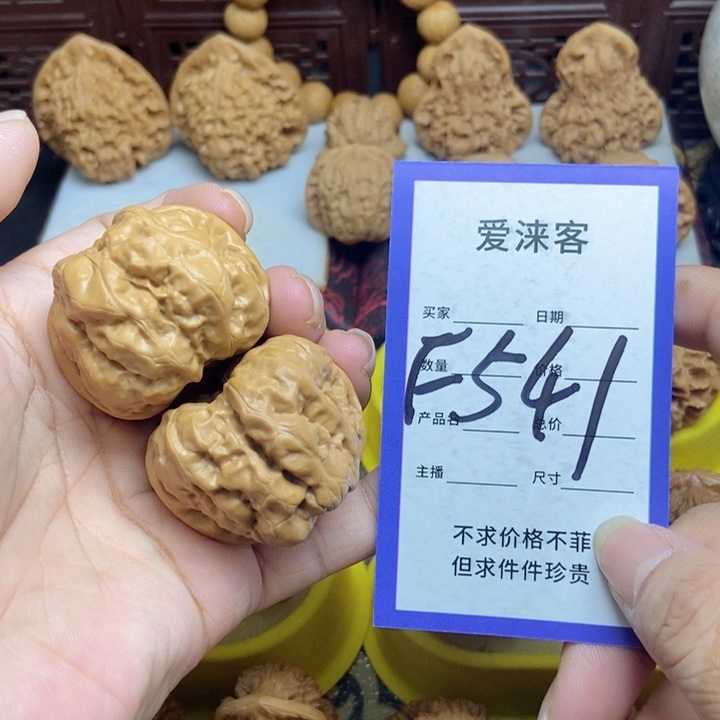 爱涞客
买家 日期
数量 价格
F541
产品名 总价
主播 尺寸
不求价格不菲
但求件件珍贵